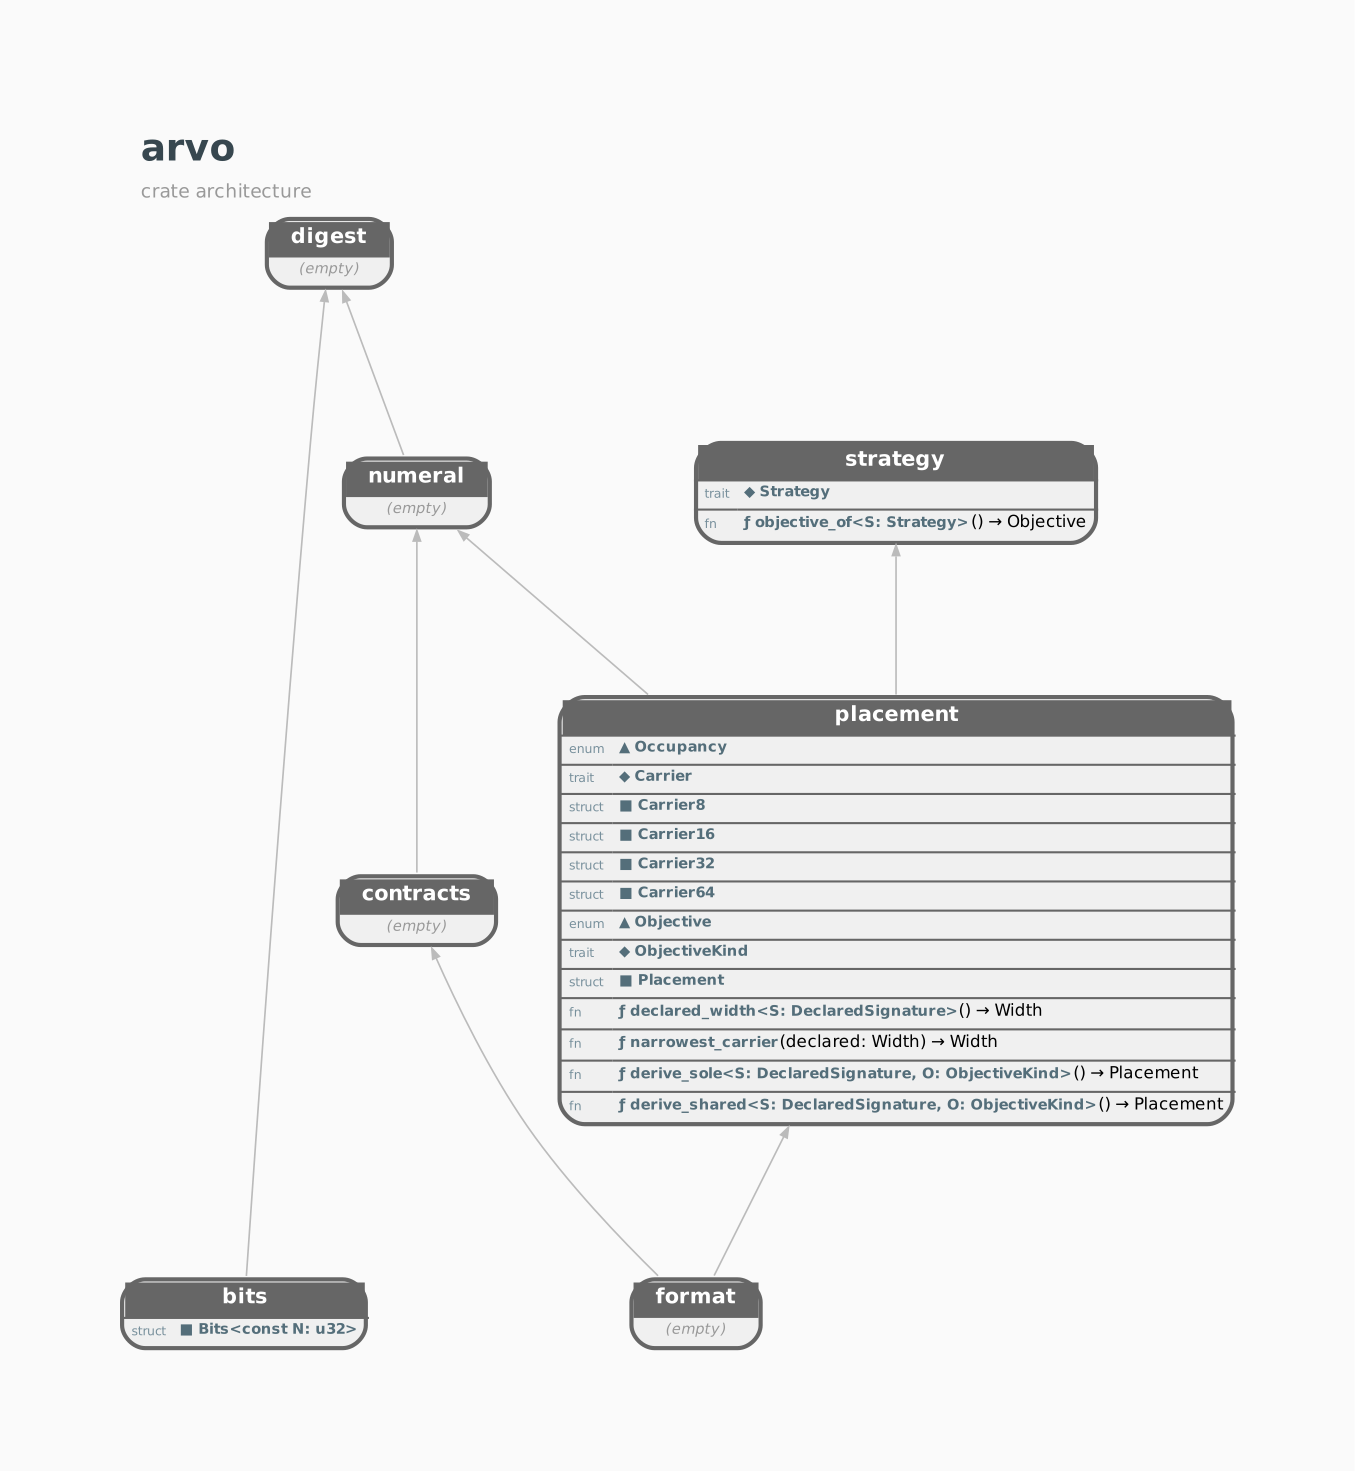 arvo
crate architecture
digest
(empty)
numeral
(empty)
strategy
trait ◆ Strategy
fn ƒ objective_of<S: Strategy>() → Objective
placement
enum ▲ Occupancy
trait ◆ Carrier
struct ■ Carrier8
struct ■ Carrier16
struct ■ Carrier32
struct ■ Carrier64
enum ▲ Objective
trait ◆ ObjectiveKind
struct ■ Placement
fn ƒ declared_width<S: DeclaredSignature>() → Width
fn ƒ narrowest_carrier(declared: Width) → Width
fn ƒ derive_sole<S: DeclaredSignature, O: ObjectiveKind>() → Placement
fn ƒ derive_shared<S: DeclaredSignature, O: ObjectiveKind>() → Placement
contracts
(empty)
bits
struct ■ Bits<const N: u32>
format
(empty)